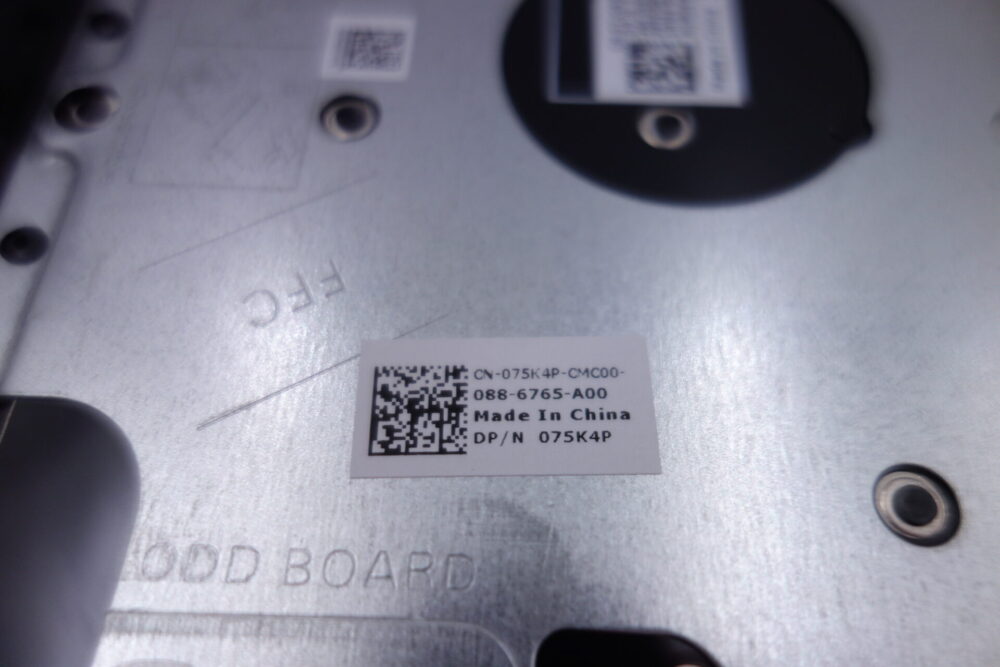 FFC
CN-075K4P-CMC00-
088-6765-A00
Made In China
DP/N 075K4P
ODD BOARD